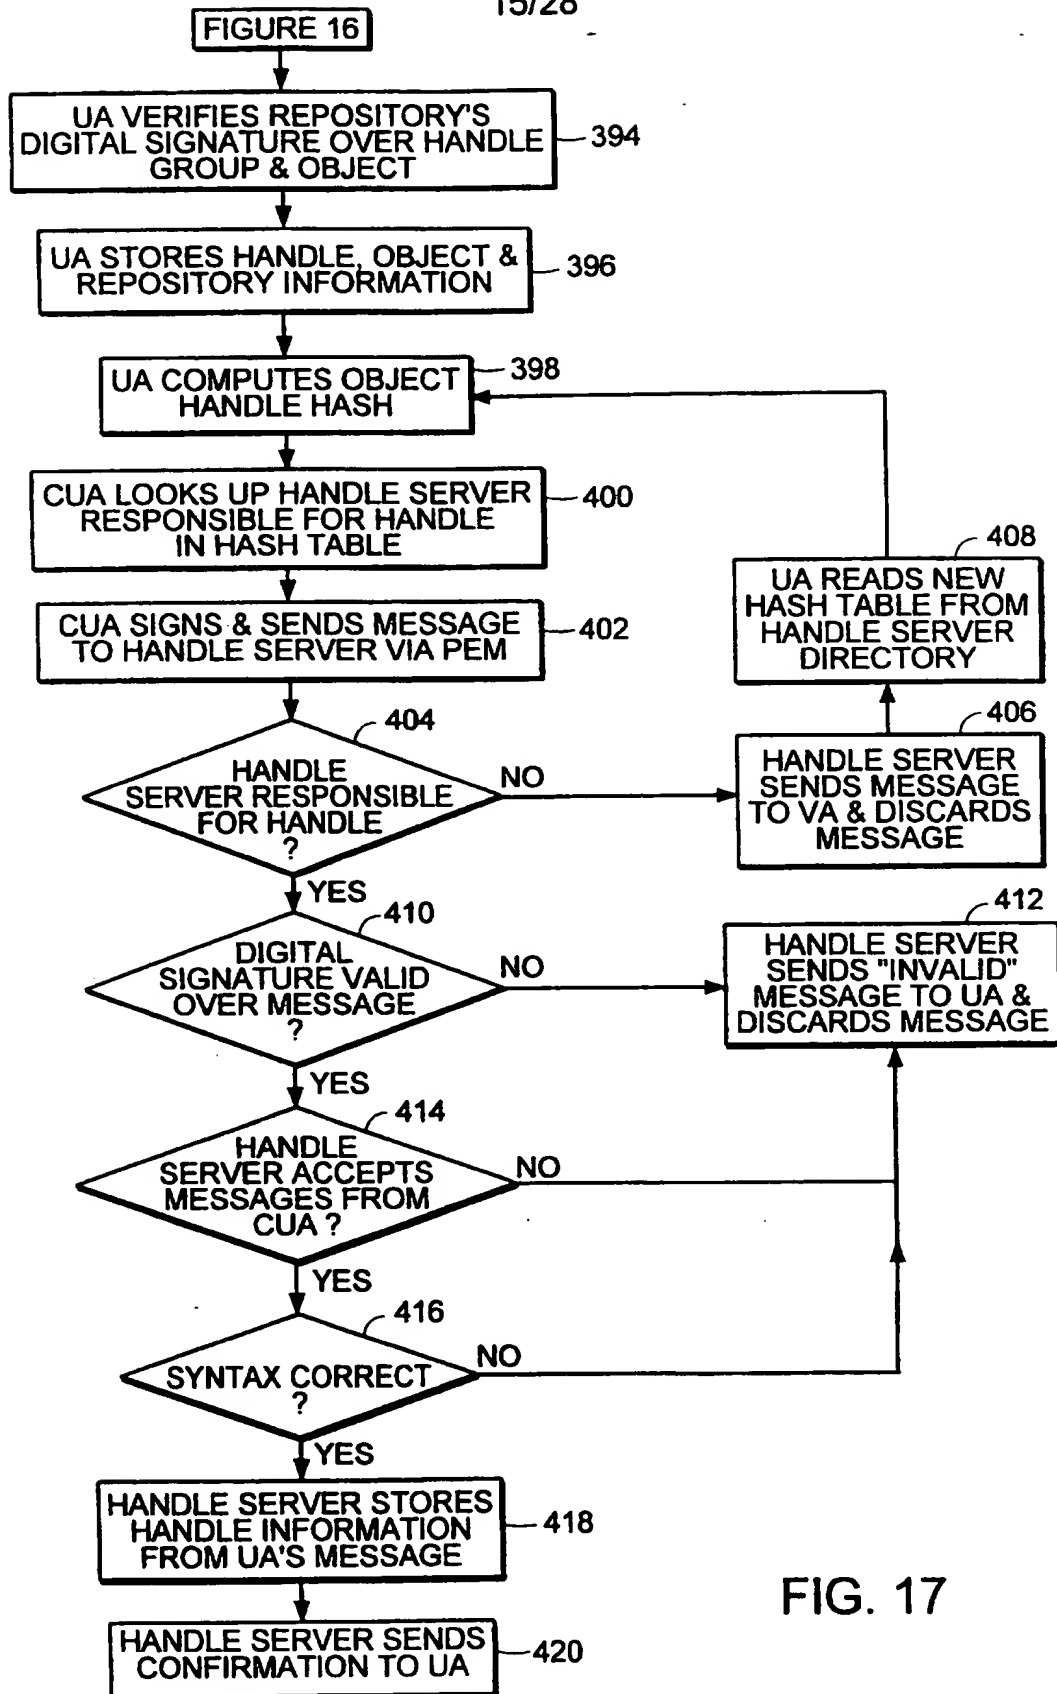 15/28
FIGURE 16
UA VERIFIES REPOSITORY'S
DIGITAL SIGNATURE OVER HANDLE
GROUP & OBJECT
394
UA STORES HANDLE, OBJECT &
REPOSITORY INFORMATION
396
UA COMPUTES OBJECT
HANDLE HASH
398
CUA LOOKS UP HANDLE SERVER
RESPONSIBLE FOR HANDLE
IN HASH TABLE
400
CUA SIGNS & SENDS MESSAGE
TO HANDLE SERVER VIA PEM
402
UA READS NEW
HASH TABLE FROM
HANDLE SERVER
DIRECTORY
408
HANDLE
SERVER RESPONSIBLE
FOR HANDLE
?
404
NO
YES
HANDLE SERVER
SENDS MESSAGE
TO VA & DISCARDS
MESSAGE
406
DIGITAL
SIGNATURE VALID
OVER MESSAGE
?
410
NO
YES
HANDLE SERVER
SENDS "INVALID"
MESSAGE TO UA &
DISCARDS MESSAGE
412
HANDLE
SERVER ACCEPTS
MESSAGES FROM
CUA ?
414
NO
YES
SYNTAX CORRECT
?
416
NO
YES
HANDLE SERVER STORES
HANDLE INFORMATION
FROM UA'S MESSAGE
418
HANDLE SERVER SENDS
CONFIRMATION TO UA
420
FIG. 17